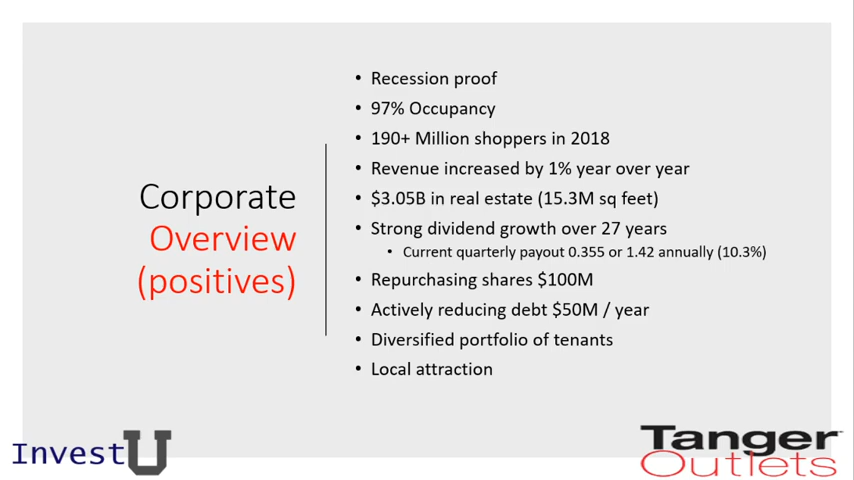 Corporate
Overview
(positives)
• Recession proof
• 97% Occupancy
• 190+ Million shoppers in 2018
• Revenue increased by 1% year over year
• $3.05B in real estate (15.3M sq feet)
• Strong dividend growth over 27 years
• Current quarterly payout 0.355 or 1.42 annually (10.3%)
• Repurchasing shares $100M
• Actively reducing debt $50M / year
• Diversified portfolio of tenants
• Local attraction
InvestU
Tanger
Outlets